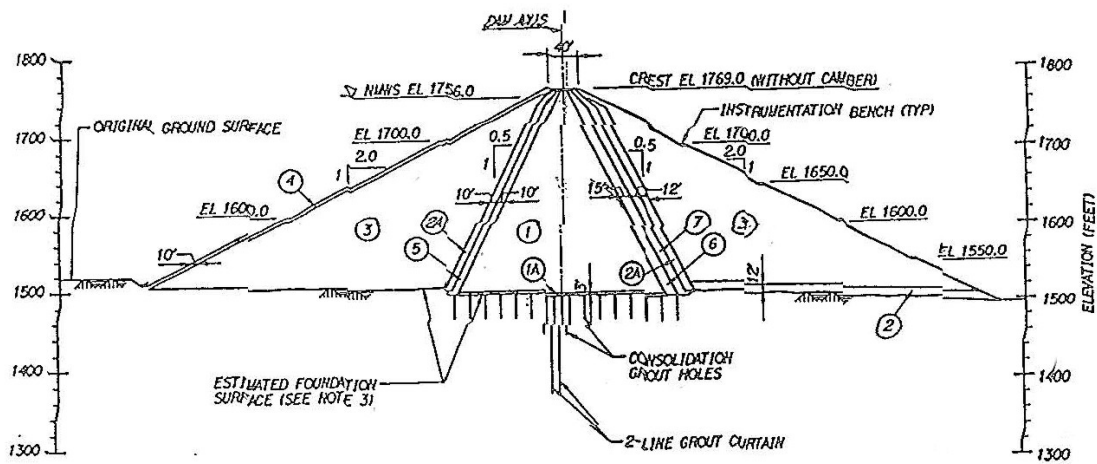 DAM AXIS
40'
1800
1800
NMWS EL 1756.0
CREST EL 1769.0 (WITHOUT CAMBER)
INSTRUMENTATION BENCH (TYP)
ORIGINAL GROUND SURFACE
1700
EL 1700.0
0.5
1
0.5
1
EL 1700.0
1700
2.0
1
2.0
1
EL 1650.0
4
10'
10'
15'
12'
1600
EL 1600.0
2A
3
1
7
3
EL 1600.0
1600
10'
5
1A
2A
6
EL 1550.0
12'
1500
1500
2
ELEVATION (FEET)
1400
ESTIMATED FOUNDATION
SURFACE (SEE NOTE 3)
CONSOLIDATION
GROUT HOLES
1400
2-LINE GROUT CURTAIN
1300
1300